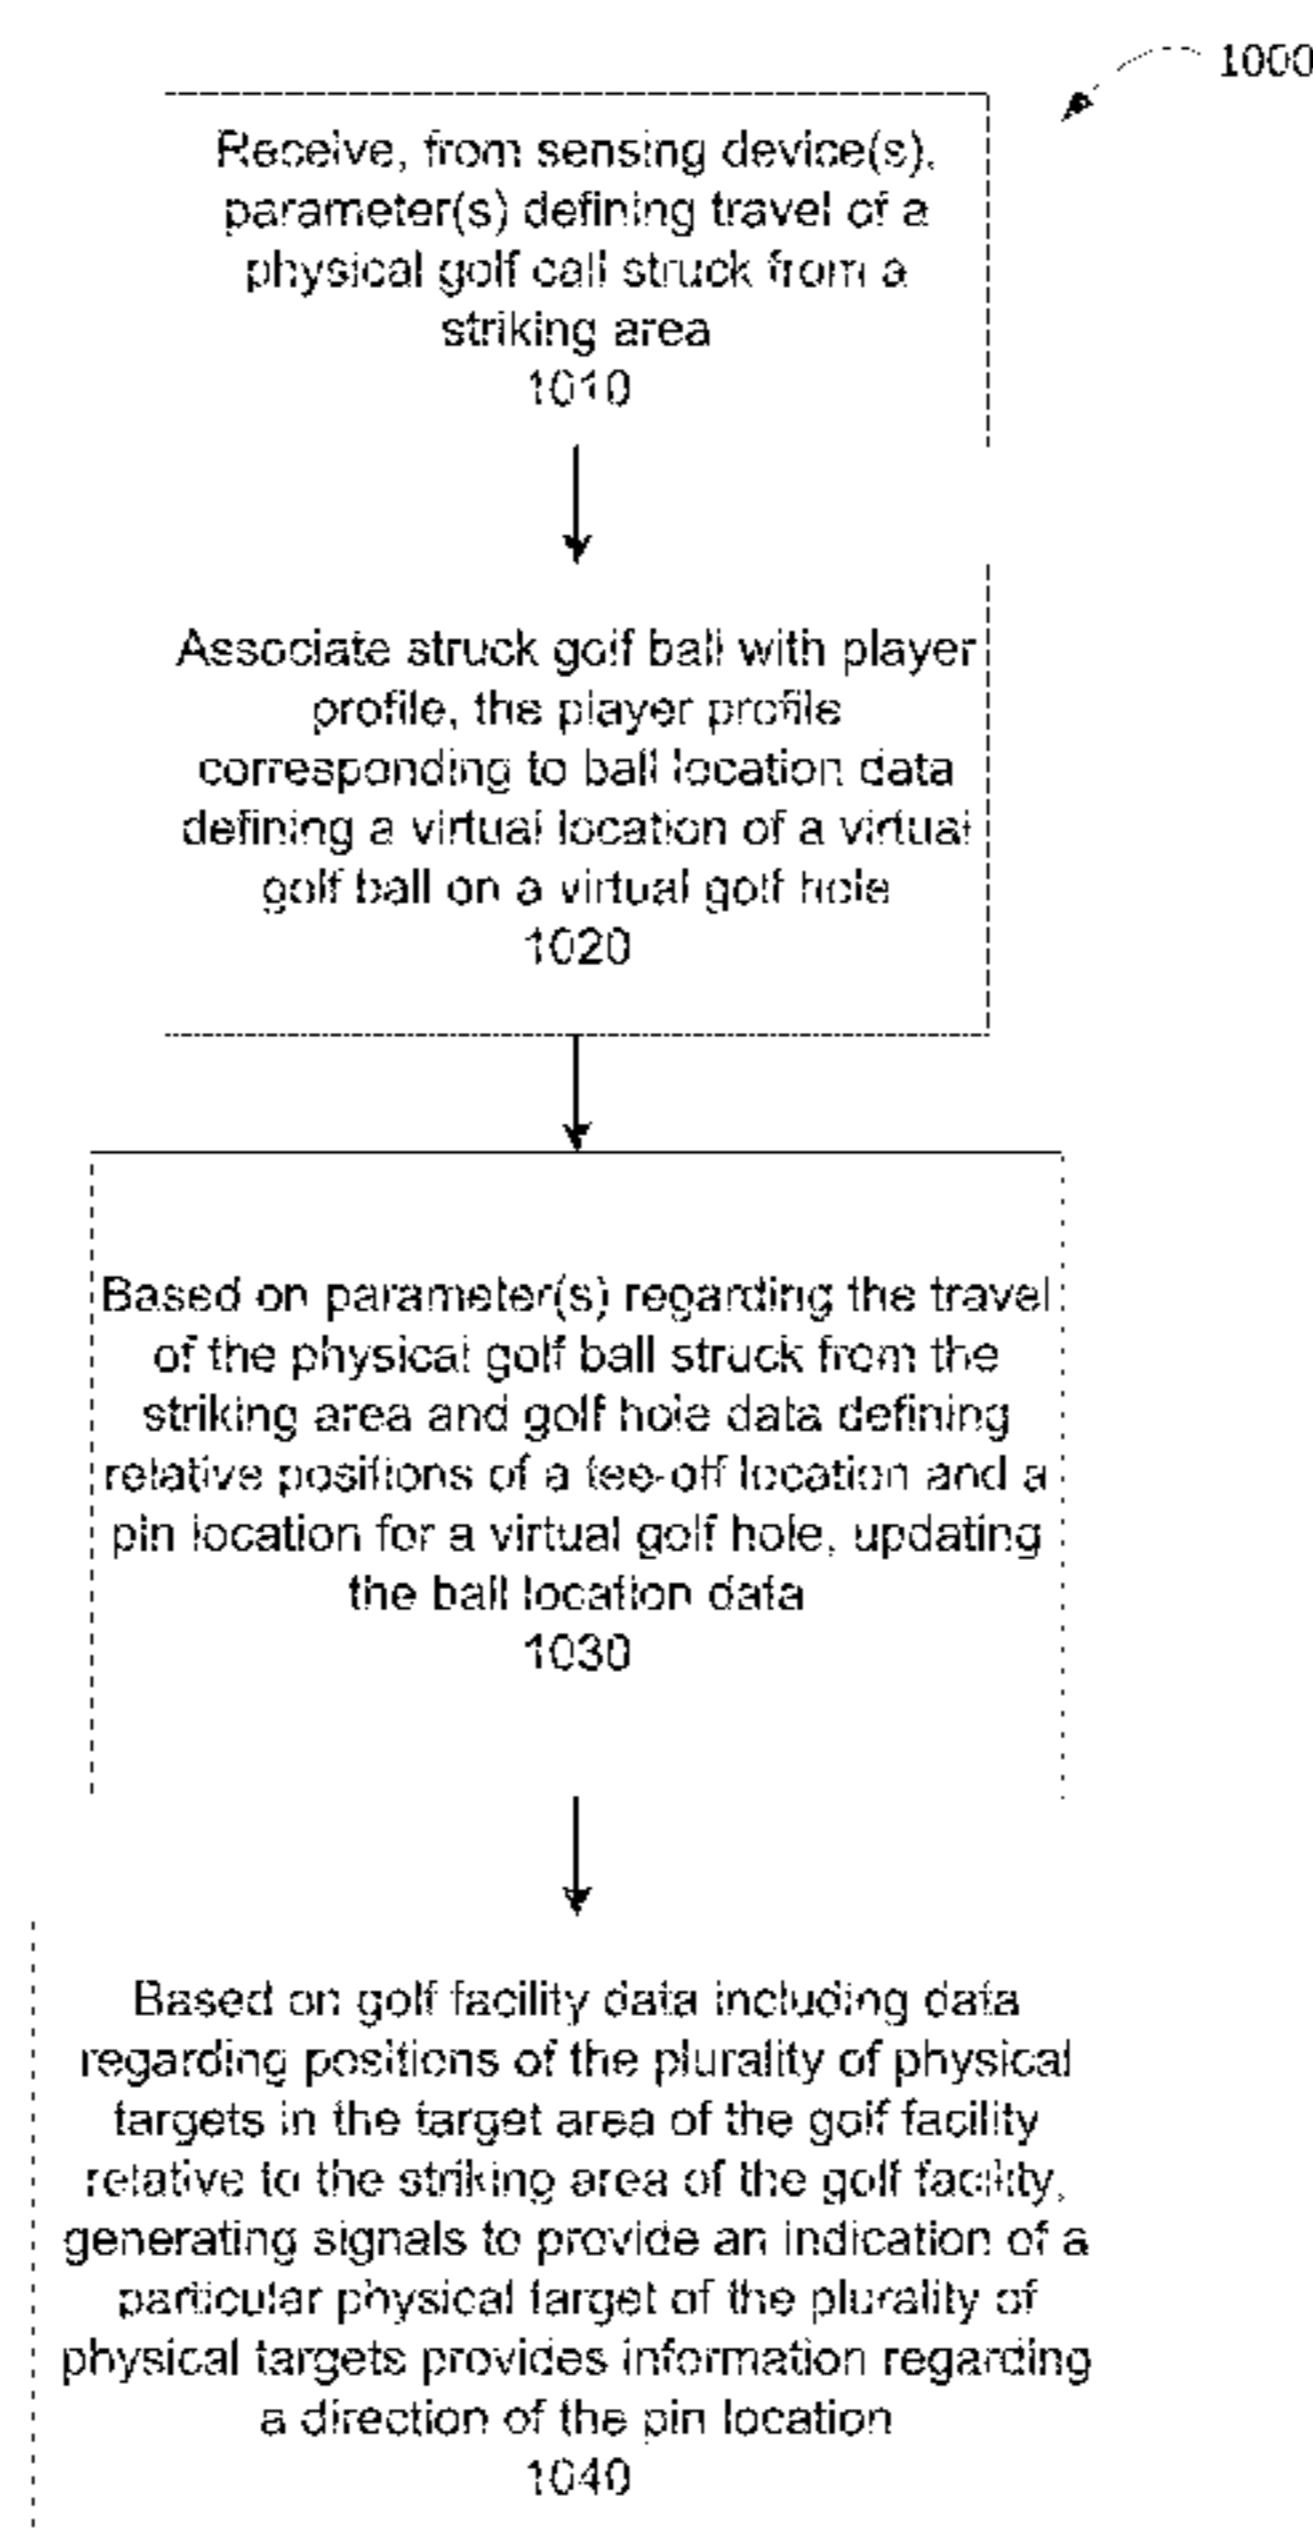 1000
Receive, from sensing device(s),
parameter(s) defining travel of a
physical golf call struck from a
striking area
1010
Associate struck golf ball with player
profile, the player profile
corresponding to ball location data
defining a virtual location of a virtual
golf ball on a virtual golf hole
1020
Based on parameter(s) regarding the travel
of the physical golf ball struck from the
striking area and golf hole data defining
relative positions of a tee-off location and a
pin location for a virtual golf hole, updating
the ball location data
1030
Based on golf facility data including data
regarding positions of the plurality of physical
targets in the target area of the golf facility
relative to the striking area of the golf facility,
generating signals to provide an indication of a
particular physical target of the plurality of
physical targets provides information regarding
a direction of the pin location
1040